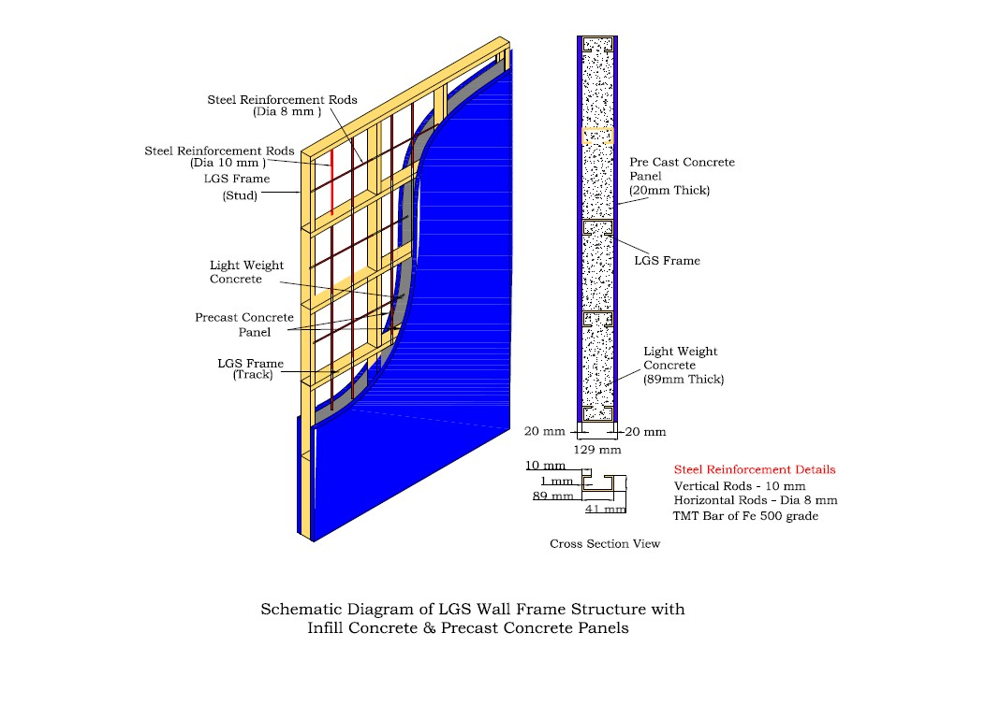 Steel Reinforcement Rods
(Dia 8 mm )
Steel Reinforcement Rods
(Dia 10 mm )
LGS Frame
(Stud)
Light Weight
Concrete
Precast Concrete
Panel
LGS Frame
(Track)
Pre Cast Concrete
Panel
(20mm Thick)
LGS Frame
Light Weight
Concrete
(89mm Thick)
20 mm
20 mm
129 mm
10 mm
1 mm
89 mm
41 mm
Cross Section View
Steel Reinforcement Details
Vertical Rods - 10 mm
Horizontal Rods - Dia 8 mm
TMT Bar of Fe 500 grade
Schematic Diagram of LGS Wall Frame Structure with
Infill Concrete & Precast Concrete Panels